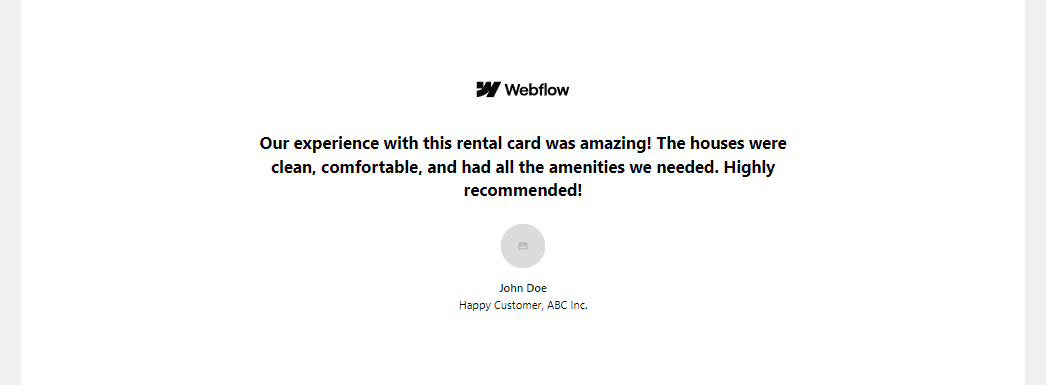 Webflow
Our experience with this rental card was amazing! The houses were
clean, comfortable, and had all the amenities we needed. Highly
recommended!
John Doe
Happy Customer, ABC Inc.